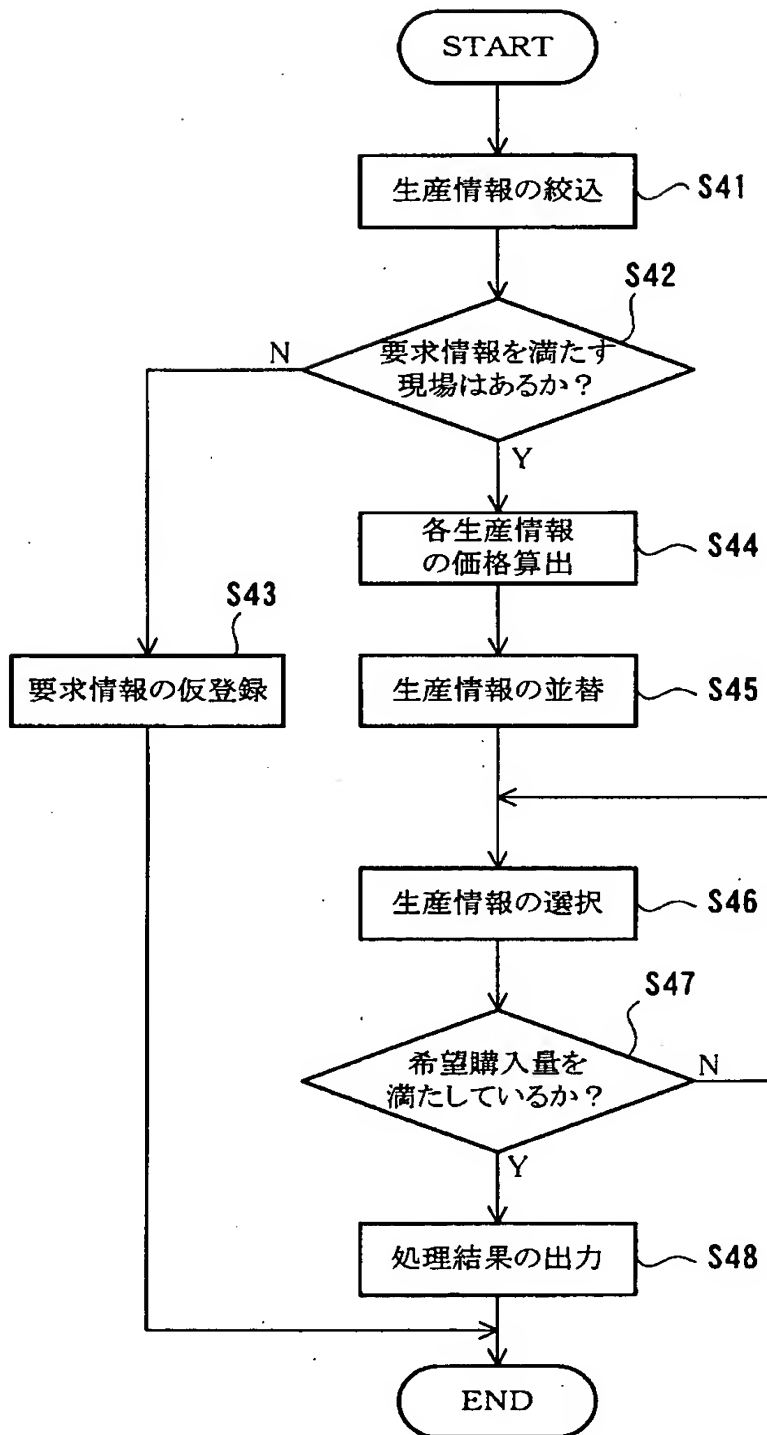 START
生産情報の絞込
S41
S42
要求情報を満たす
現場はあるか？
N
Y
各生産情報
の価格算出
S44
S43
要求情報の仮登録
生産情報の並替
S45
生産情報の選択
S46
S47
希望購入量を
満たしているか？
N
Y
処理結果の出力
S48
END